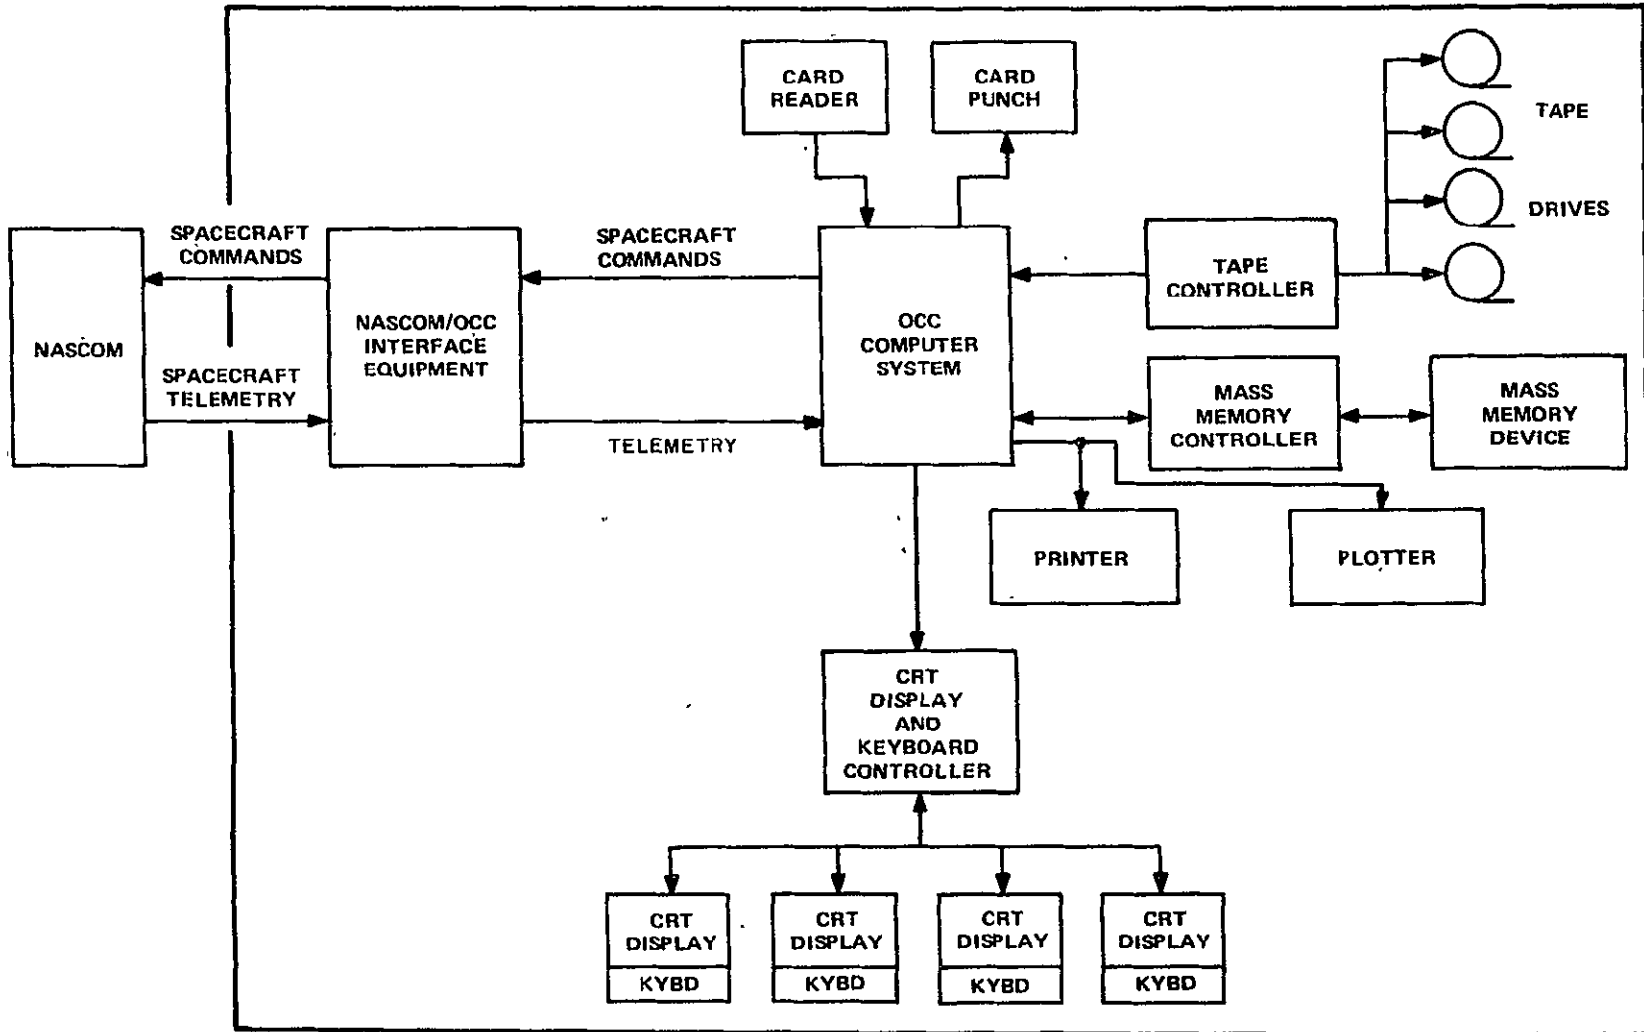 CARD
READER
CARD
PUNCH
TAPE
DRIVES
NASCOM
SPACECRAFT
COMMANDS
SPACECRAFT
TELEMETRY
NASCOM/OCC
INTERFACE
EQUIPMENT
SPACECRAFT
COMMANDS
TELEMETRY
OCC
COMPUTER
SYSTEM
TAPE
CONTROLLER
MASS
MEMORY
CONTROLLER
MASS
MEMORY
DEVICE
PRINTER
PLOTTER
CRT
DISPLAY
AND
KEYBOARD
CONTROLLER
CRT
DISPLAY
KYBD
CRT
DISPLAY
KYBD
CRT
DISPLAY
KYBD
CRT
DISPLAY
KYBD